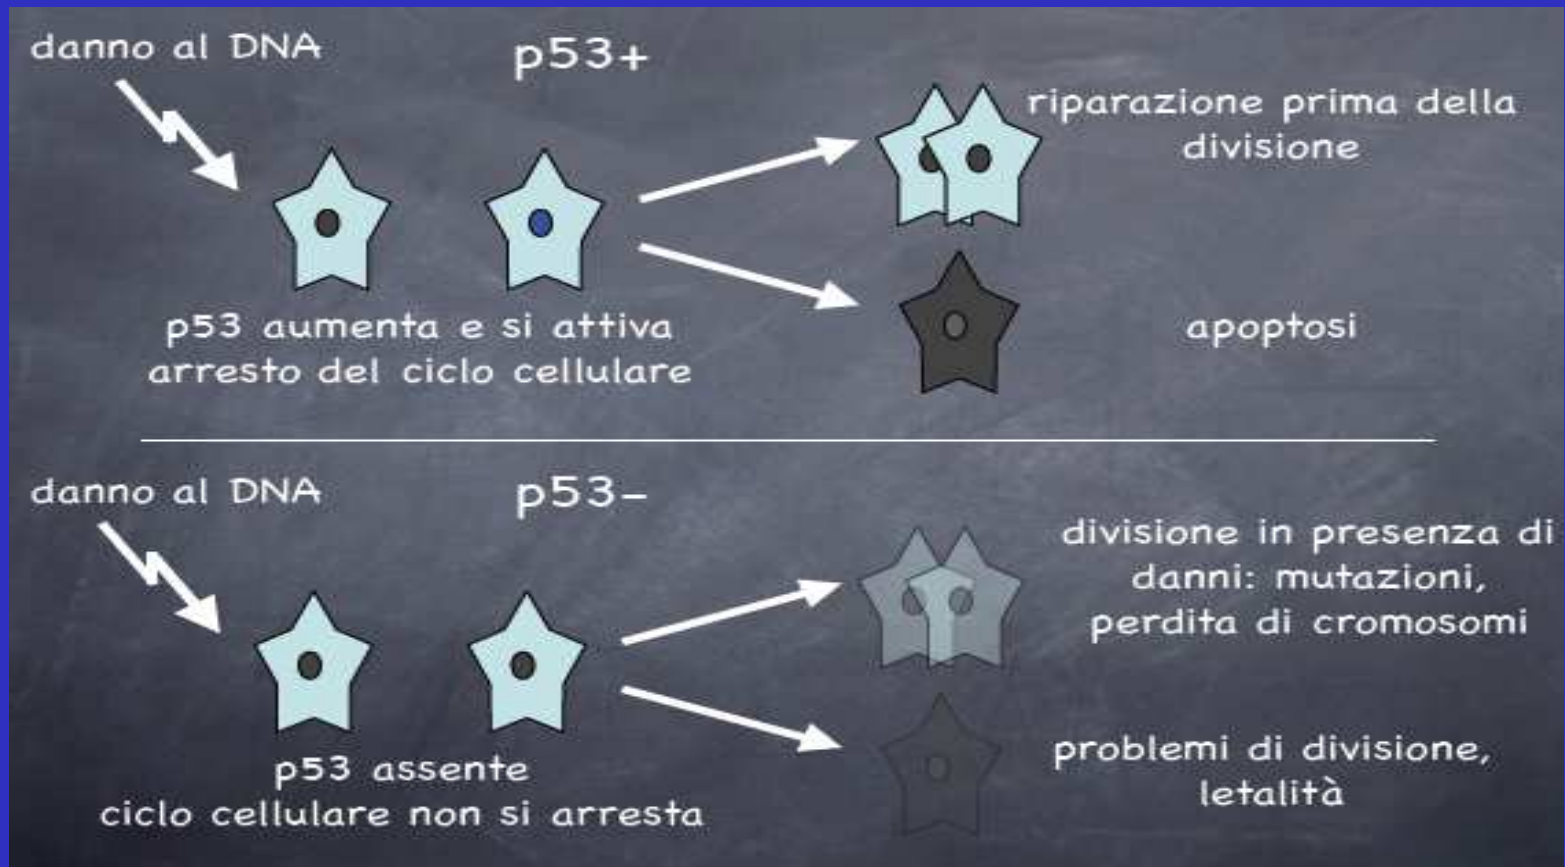 danno al DNA
p53+
riparazione prima della
divisione
p53 aumenta e si attiva
arresto del ciclo cellulare
apoptosi
danno al DNA
p53-
divisione in presenza di
danni: mutazioni,
perdita di cromosomi
p53 assente
ciclo cellulare non si arresta
problemi di divisione,
letalità